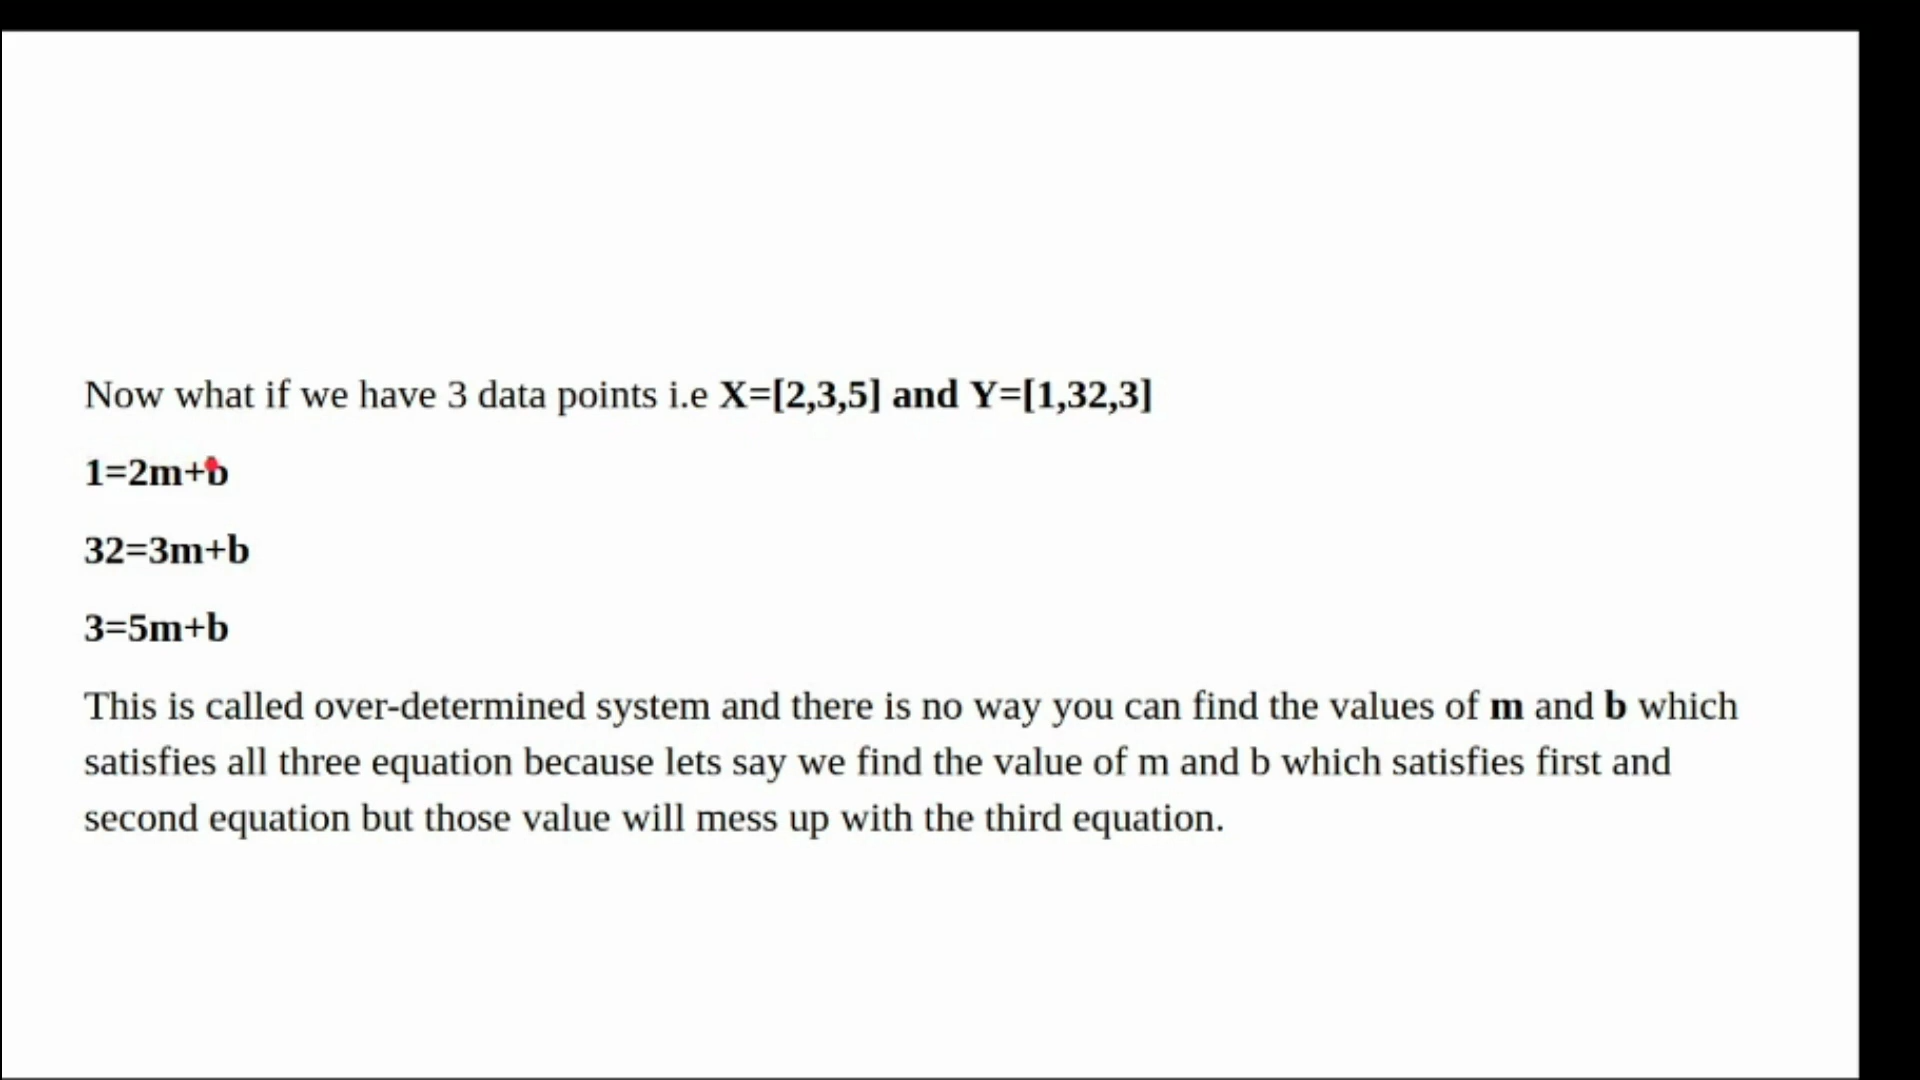 Now what if we have 3 data points i.e X=[2,3,5] and Y=[1,32,3]
1=2m+b
32=3m+b
3=5m+b
This is called over-determined system and there is no way you can find the values of m and b which
satisfies all three equation because lets say we find the value of m and b which satisfies first and
second equation but those value will mess up with the third equation.